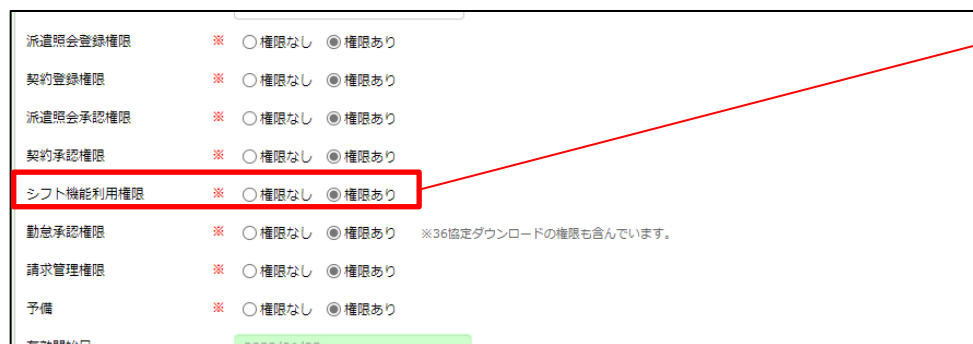 派遣照会登録権限 ※ ○権限なし ◉権限あり
契約登録権限 ※ ○権限なし ◉権限あり
派遣照会承認権限 ※ ○権限なし ◉権限あり
契約承認権限 ※ ○権限なし ◉権限あり
シフト機能利用権限 ※ ○権限なし ◉権限あり
勤怠承認権限 ※ ○権限なし ◉権限あり ※36協定ダウンロードの権限も含んでいます。
請求管理権限 ※ ○権限なし ◉権限あり
予備 ※ ○権限なし ◉権限あり